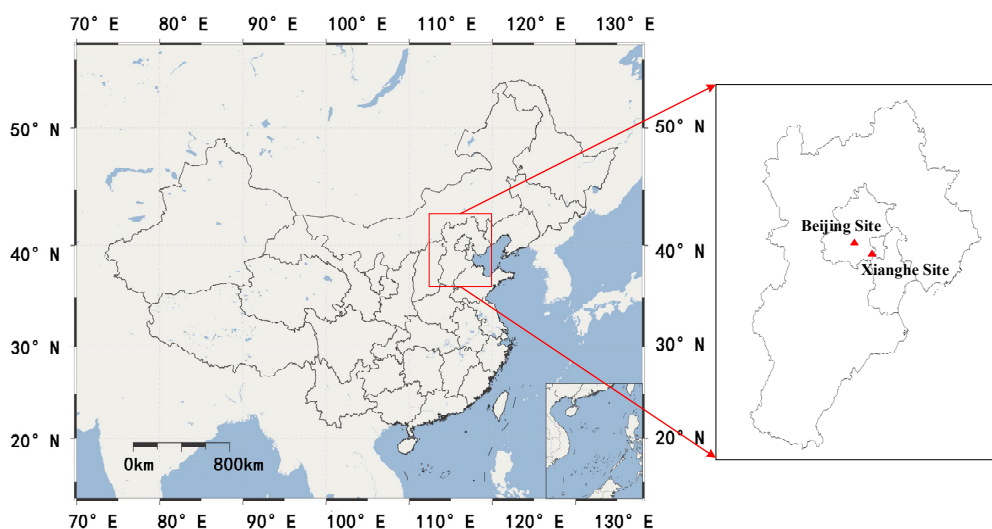 70° E 80° E 90° E 100° E 110° E 120° E 130° E
50° N 50° N
40° N 40° N
30° N 30° N
20° N 20° N
0km 800km
70° E 80° E 90° E 100° E 110° E 120° E 130° E
Beijing Site
Xianghe Site